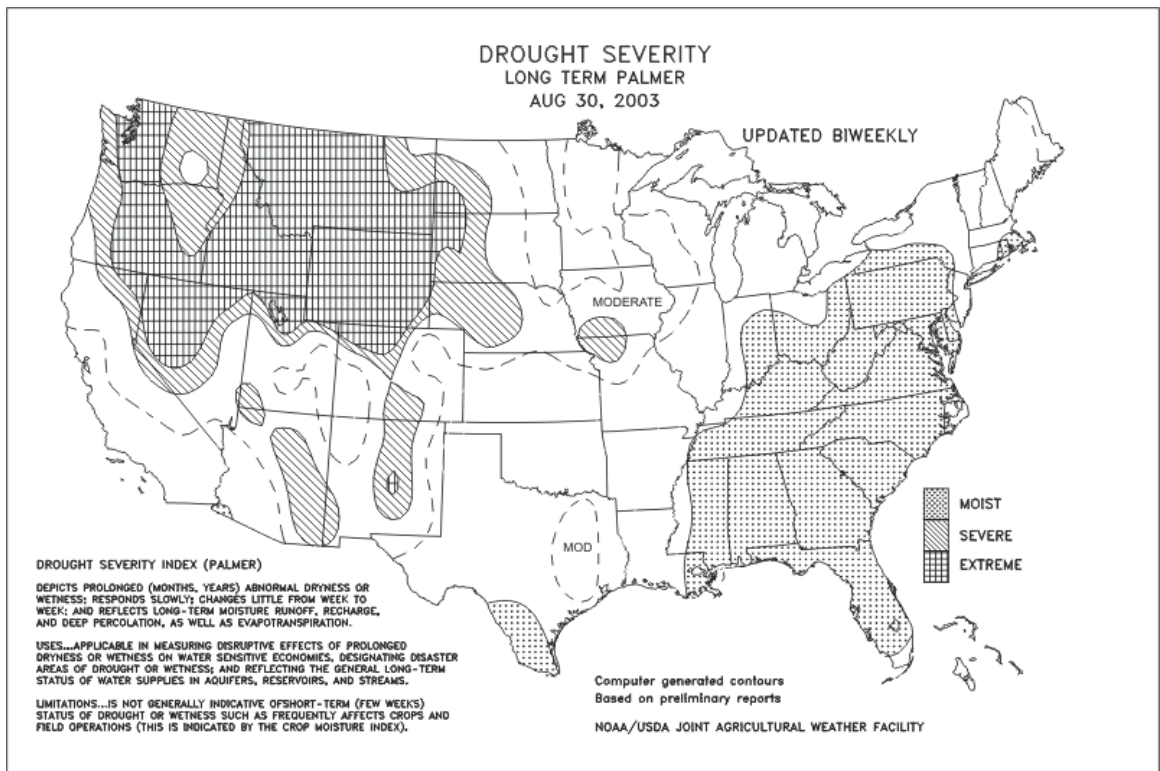 DROUGHT SEVERITY
LONG TERM PALMER
AUG 30, 2003
UPDATED BIWEEKLY
MODERATE
MOD
MOIST
SEVERE
EXTREME
DROUGHT SEVERITY INDEX (PALMER)
DEPICTS PROLONGED (MONTHS, YEARS) ABNORMAL DRYNESS OR
WETNESS; RESPONDS SLOWLY; CHANGES LITTLE FROM WEEK TO
WEEK; AND REFLECTS LONG-TERM MOISTURE RUNOFF, RECHARGE,
AND DEEP PERCOLATION, AS WELL AS EVAPOTRANSPIRATION.
USES...APPLICABLE IN MEASURING DISRUPTIVE EFFECTS OF PROLONGED
DRYNESS OR WETNESS ON WATER SENSITIVE ECONOMIES, DESIGNATING DISASTER
AREAS OF DROUGHT OR WETNESS; AND REFLECTING THE GENERAL LONG-TERM
STATUS OF WATER SUPPLIES IN AQUIFERS, RESERVOIRS, AND STREAMS.
LIMITATIONS...IS NOT GENERALLY INDICATIVE OFSHORT-TERM (FEW WEEKS)
STATUS OF DROUGHT OR WETNESS SUCH AS FREQUENTLY AFFECTS CROPS AND
FIELD OPERATIONS (THIS IS INDICATED BY THE CROP MOISTURE INDEX).
Computer generated contours
Based on preliminary reports
NOAA/USDA JOINT AGRICULTURAL WEATHER FACILITY